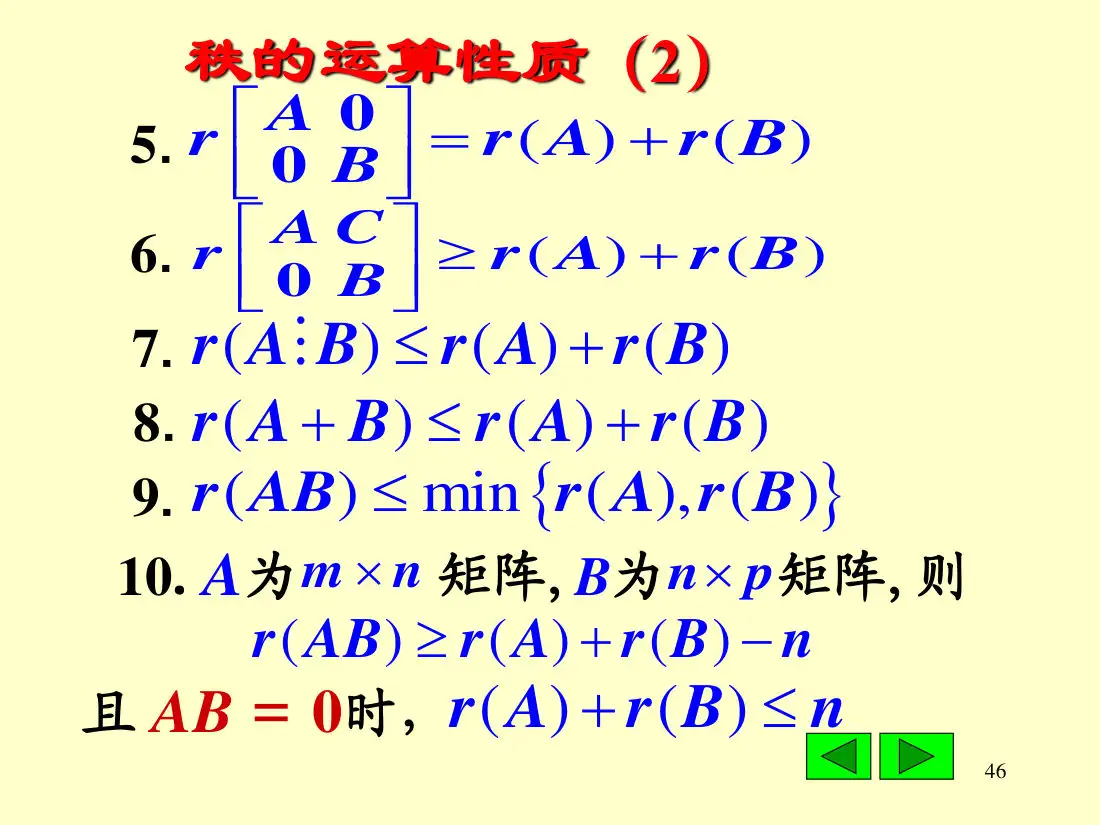 秩的运算性质（2）
5. r [ A 0
0 B ] = r(A) + r(B)
6. r [ A C
0 B ] ≥ r(A) + r(B)
7. r(A⋮B) ≤ r(A) + r(B)
8. r(A + B) ≤ r(A) + r(B)
9. r(AB) ≤ min{r(A), r(B)}
10. A为m × n 矩阵, B为n × p矩阵, 则
r(AB) ≥ r(A) + r(B) − n
且 AB = 0时, r(A) + r(B) ≤ n
46